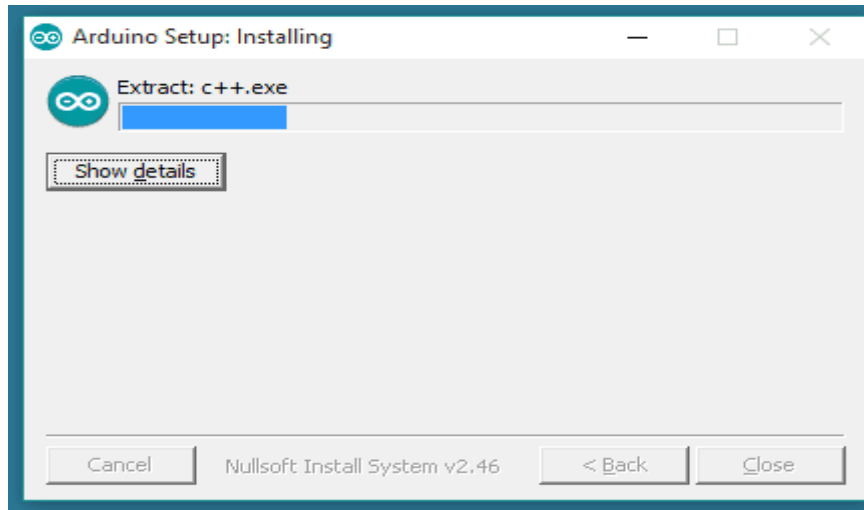 Arduino Setup: Installing
Extract: c++.exe
Show details
Cancel Nullsoft Install System v2.46 < Back Close